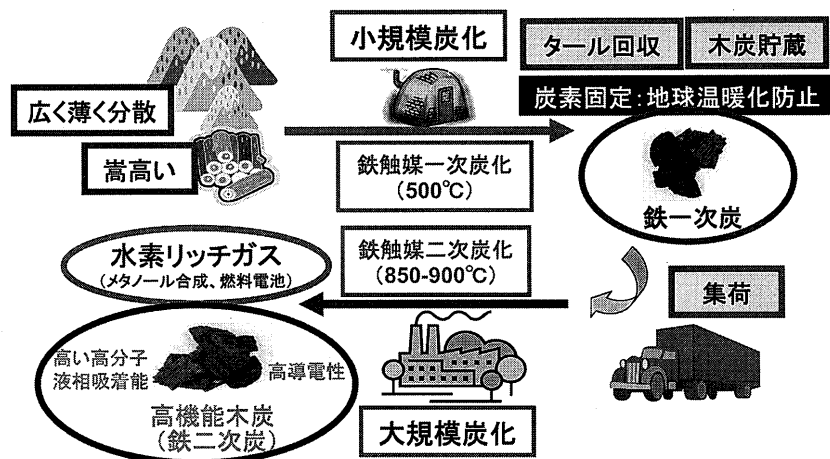 小規模炭化
タール回収
木炭貯蔵
炭素固定:地球温暖化防止
広く薄く分散
嵩高い
鉄触媒一次炭化
(500℃)
鉄一次炭
水素リッチガス
(メタノール合成、燃料電池)
鉄触媒二次炭化
(850-900℃)
集荷
高い高分子
液相吸着能
高導電性
高機能木炭
(鉄二次炭)
大規模炭化